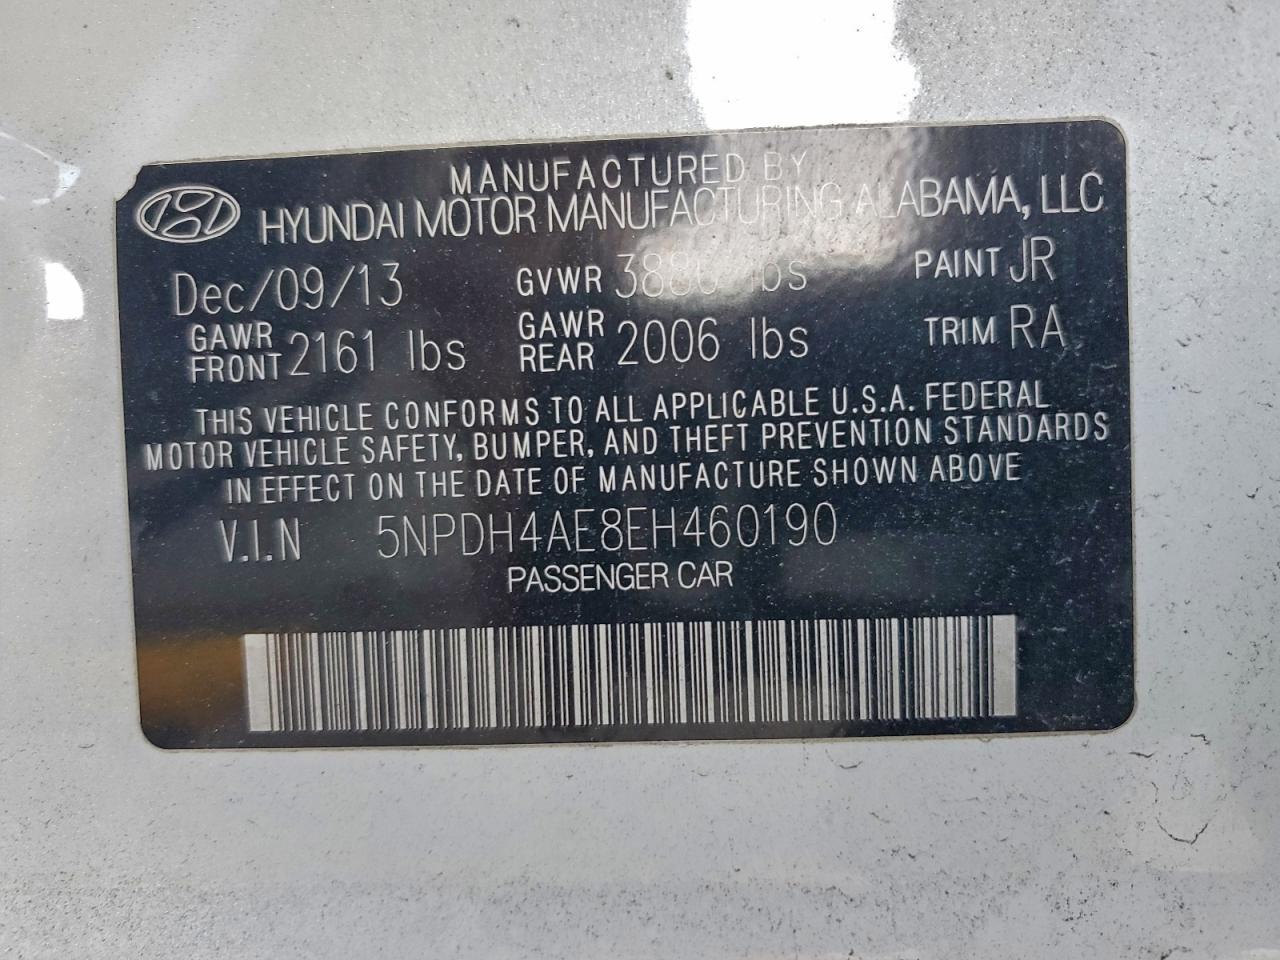 MANUFACTURED BY
HYUNDAI MOTOR MANUFACTURING ALABAMA, LLC
Dec/09/13 GVWR lbs PAINT JR
GAWR FRONT 2161 lbs GAWR REAR 2006 lbs TRIM RA
THIS VEHICLE CONFORMS TO ALL APPLICABLE U.S.A. FEDERAL
MOTOR VEHICLE SAFETY, BUMPER, AND THEFT PREVENTION STANDARDS
IN EFFECT ON THE DATE OF MANUFACTURE SHOWN ABOVE
V.I.N 5NPDH4AE8EH460190
PASSENGER CAR